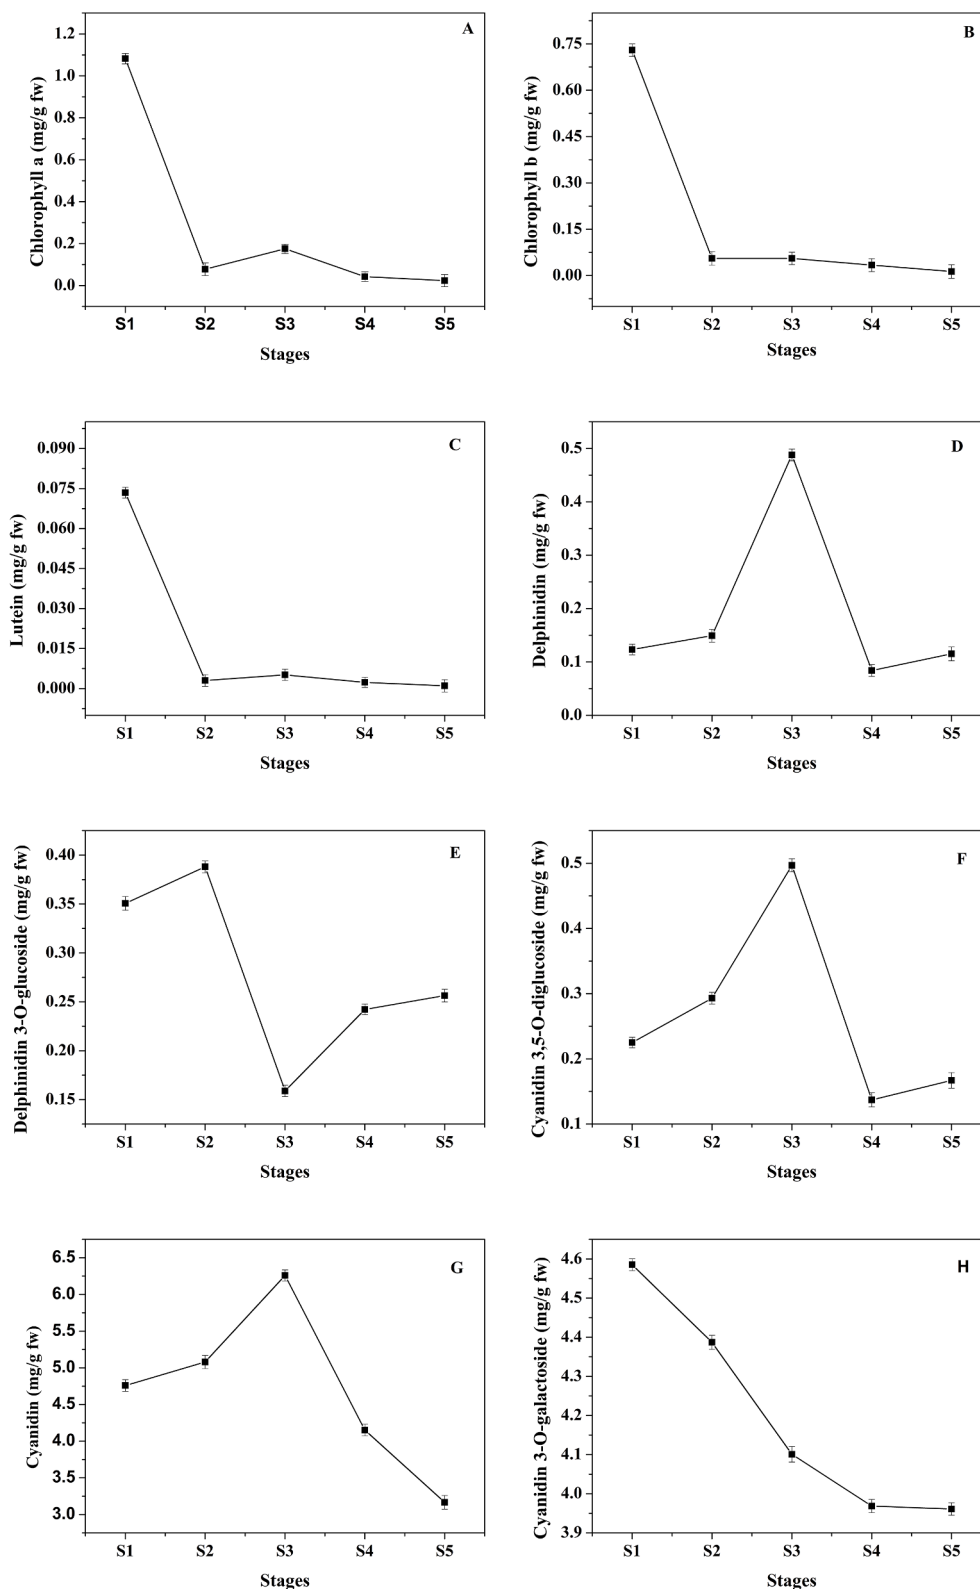 A
Chlorophyll a (mg/g fw)
1.2
1.0
0.8
0.6
0.4
0.2
0.0
S1 S2 S3 S4 S5
Stages
B
Chlorophyll b (mg/g fw)
0.75
0.60
0.45
0.30
0.15
0.00
S1 S2 S3 S4 S5
Stages
C
Lutein (mg/g fw)
0.090
0.075
0.060
0.045
0.030
0.015
0.000
S1 S2 S3 S4 S5
Stages
D
Delphinidin (mg/g fw)
0.5
0.4
0.3
0.2
0.1
0.0
S1 S2 S3 S4 S5
Stages
E
Delphinidin 3-O-glucoside (mg/g fw)
0.40
0.35
0.30
0.25
0.20
0.15
S1 S2 S3 S4 S5
Stages
F
Cyanidin 3,5-O-diglucoside (mg/g fw)
0.5
0.4
0.3
0.2
0.1
S1 S2 S3 S4 S5
Stages
G
Cyanidin (mg/g fw)
6.5
6.0
5.5
5.0
4.5
4.0
3.5
3.0
S1 S2 S3 S4 S5
Stages
H
Cyanidin 3-O-galactoside (mg/g fw)
4.6
4.5
4.4
4.3
4.2
4.1
4.0
3.9
S1 S2 S3 S4 S5
Stages